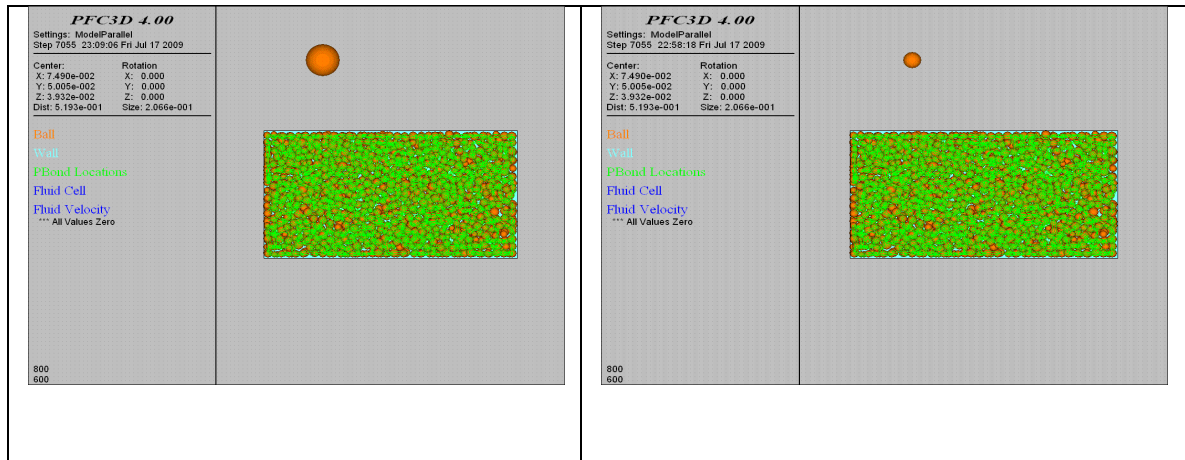 PFC3D 4.00
Settings: ModelParallel
Step 7055 23:09:06 Fri Jul 17 2009
Center: Rotation
X: 7.490e-002 X: 0.000
Y: 5.005e-002 Y: 0.000
Z: 3.932e-002 Z: 0.000
Dist: 5.193e-001 Size: 2.066e-001
Ball
Wall
PBond Locations
Fluid Cell
Fluid Velocity
*** All Values Zero
800
600
PFC3D 4.00
Settings: ModelParallel
Step 7055 22:58:18 Fri Jul 17 2009
Center: Rotation
X: 7.490e-002 X: 0.000
Y: 5.005e-002 Y: 0.000
Z: 3.932e-002 Z: 0.000
Dist: 5.193e-001 Size: 2.066e-001
Ball
Wall
PBond Locations
Fluid Cell
Fluid Velocity
*** All Values Zero
800
600